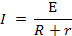 I = E / (R + r)